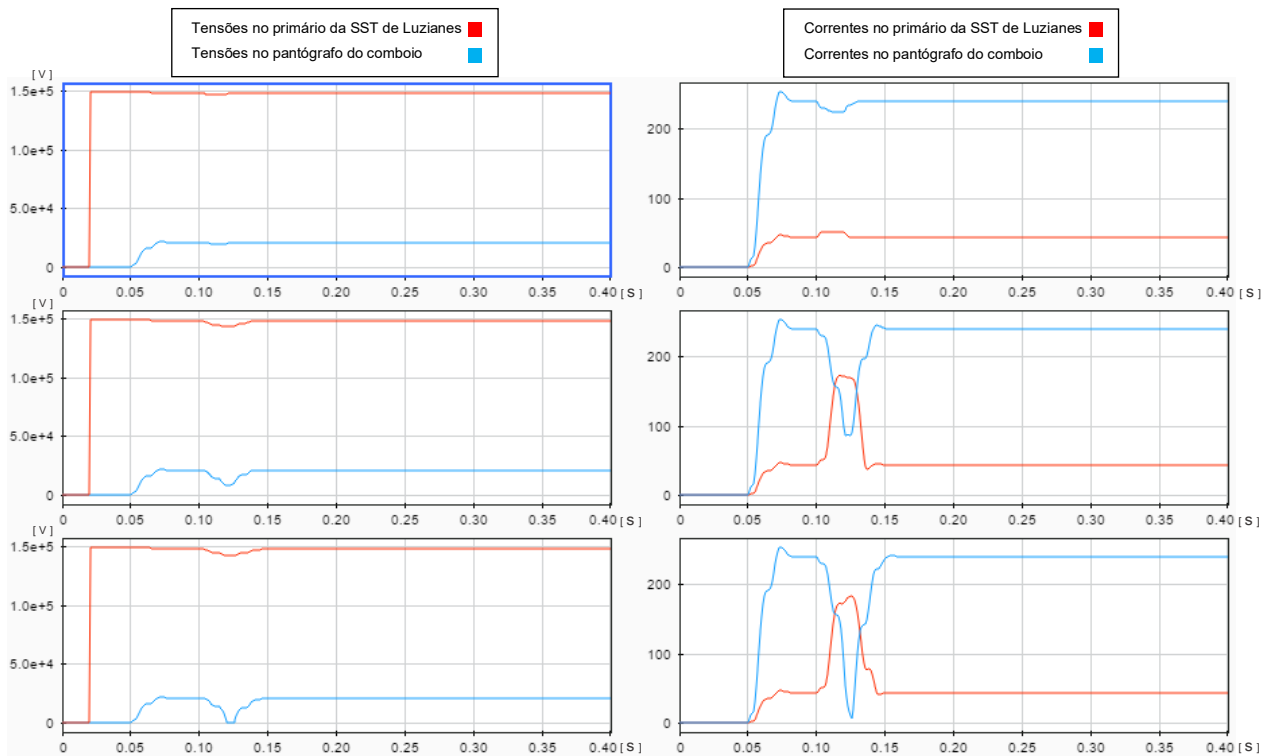 Tensões no primário da SST de Luzianes
Tensões no pantógrafo do comboio
Correntes no primário da SST de Luzianes
Correntes no pantógrafo do comboio
[ V ]
1.5e+5
1.0e+5
5.0e+4
0
0 0.05 0.10 0.15 0.20 0.25 0.30 0.35 0.40 [ S ]
200
100
0
0 0.05 0.10 0.15 0.20 0.25 0.30 0.35 0.40 [ S ]
[ V ]
1.5e+5
1.0e+5
5.0e+4
0
0 0.05 0.10 0.15 0.20 0.25 0.30 0.35 0.40 [ S ]
200
100
0
0 0.05 0.10 0.15 0.20 0.25 0.30 0.35 0.40 [ S ]
[ V ]
1.5e+5
1.0e+5
5.0e+4
0
0 0.05 0.10 0.15 0.20 0.25 0.30 0.35 0.40 [ S ]
200
100
0
0 0.05 0.10 0.15 0.20 0.25 0.30 0.35 0.40 [ S ]